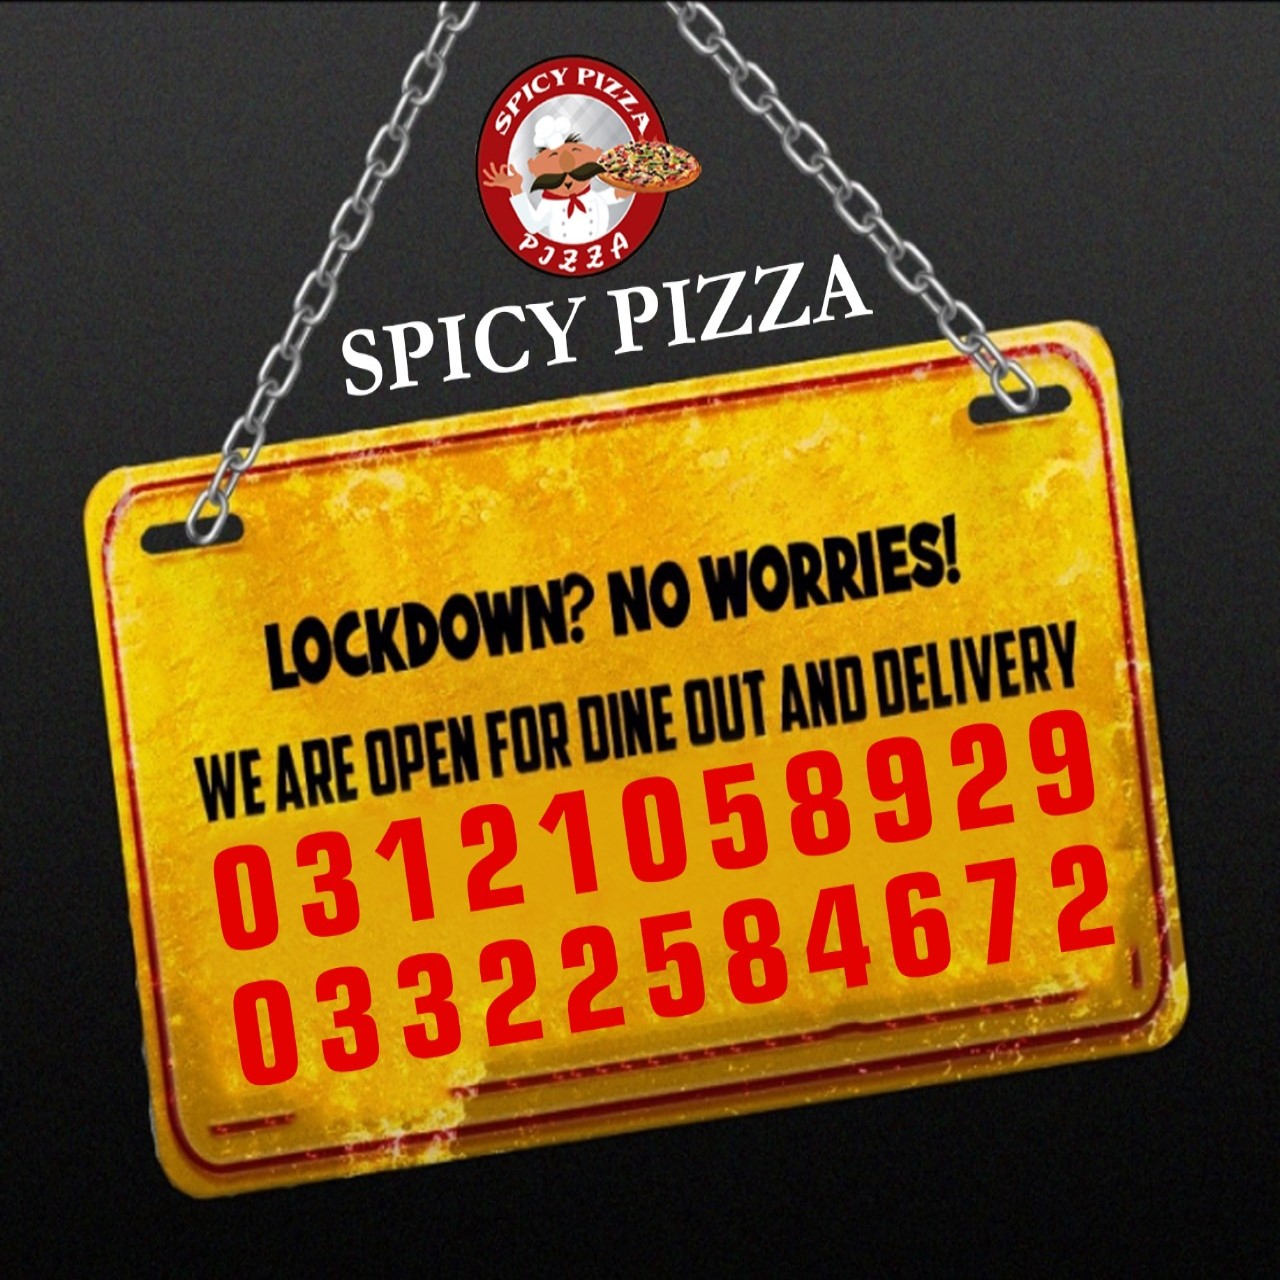 SPICY PIZZA
PIZZA
SPICY PIZZA
LOCKDOWN? NO WORRIES!
WE ARE OPEN FOR DINE OUT AND DELIVERY
03121058929
03322584672